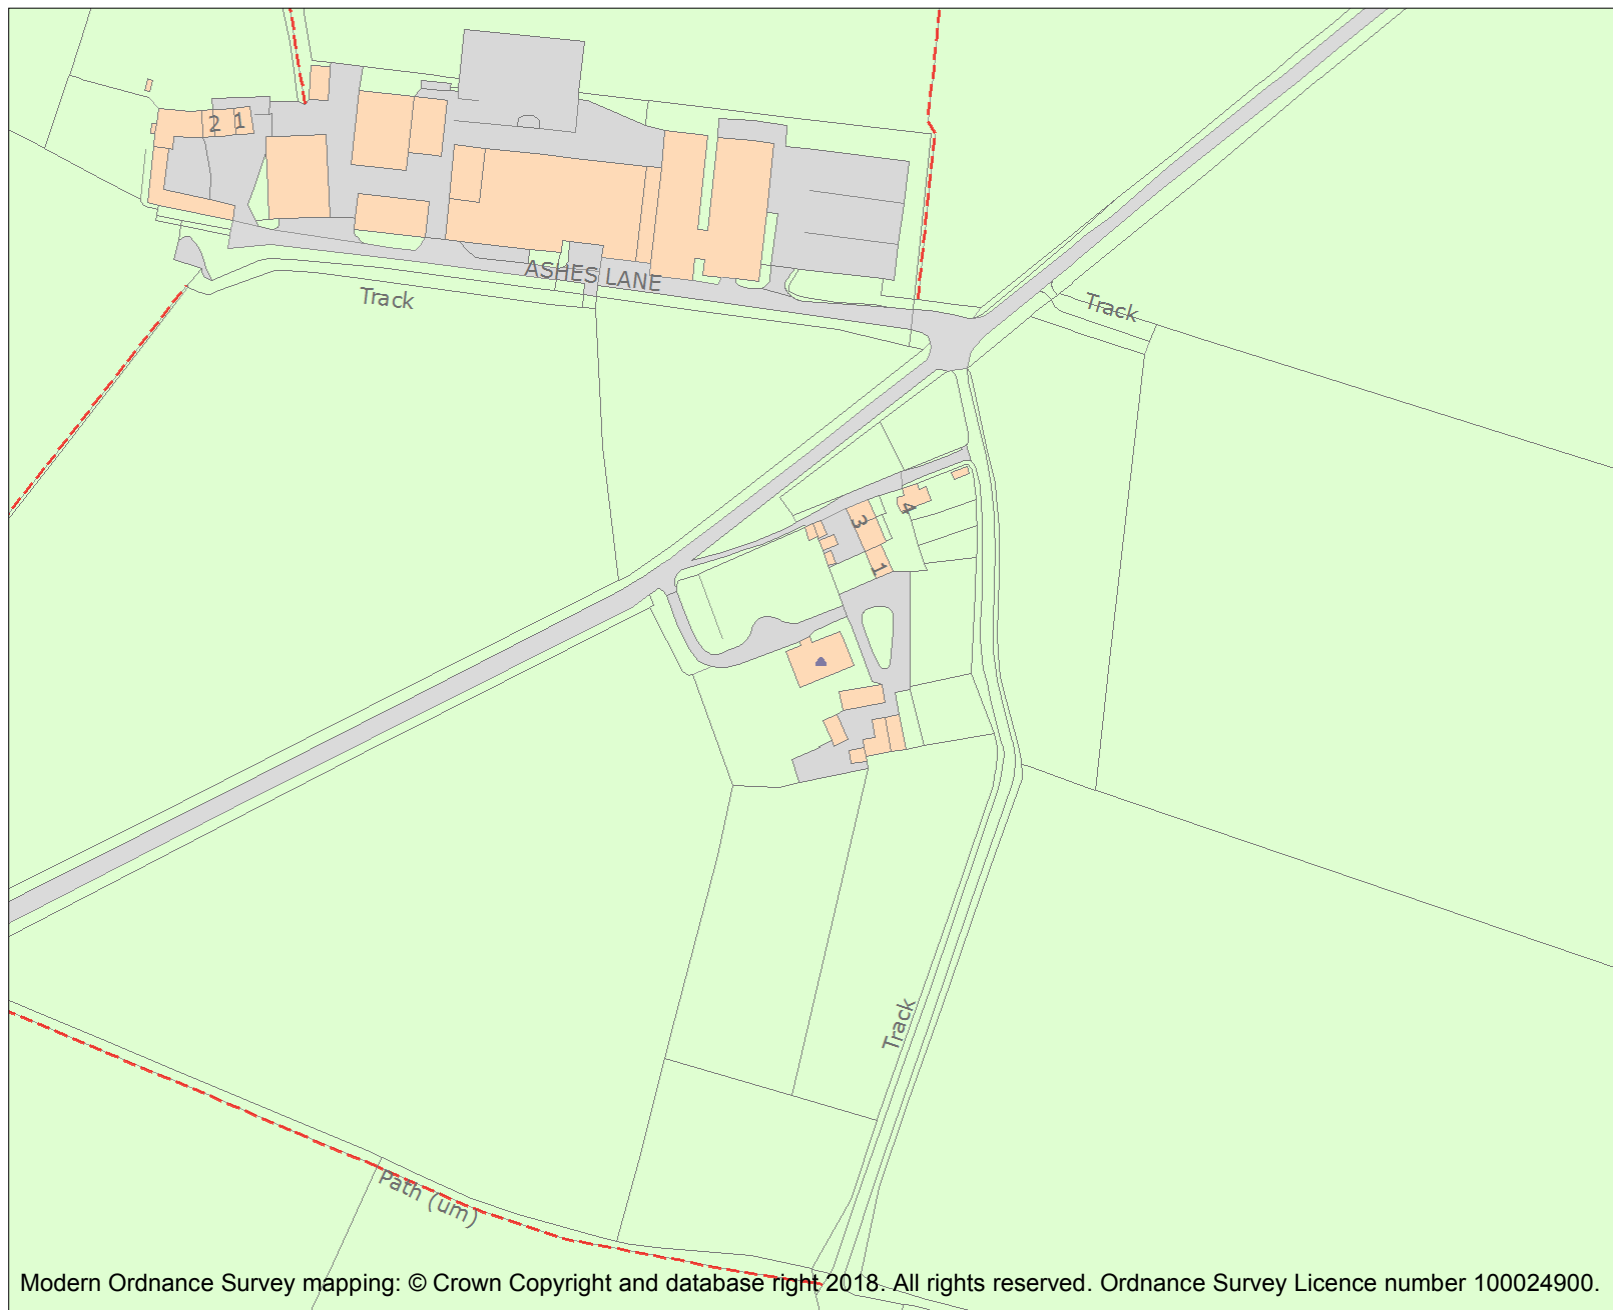 2 1
ASHES LANE
Track
Track
3
4
1
Track
Path (um)
Modern Ordnance Survey mapping: © Crown Copyright and database right 2018. All rights reserved. Ordnance Survey Licence number 100024900.